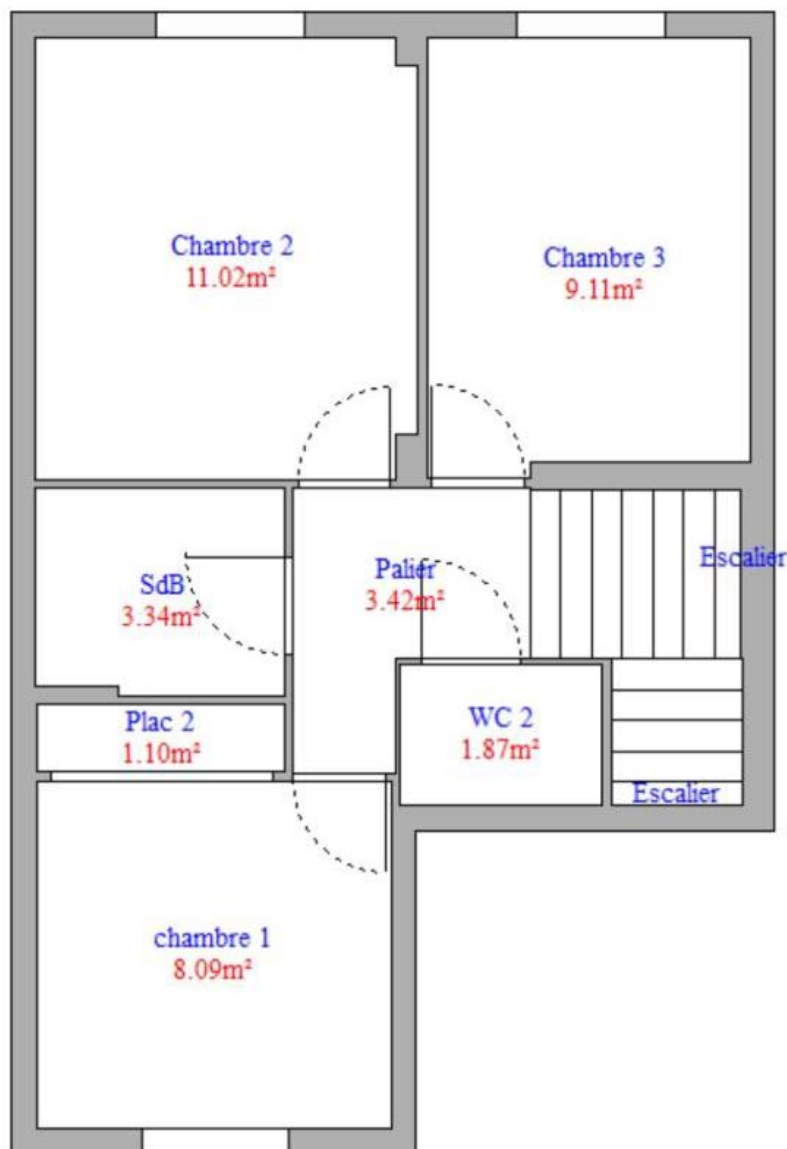 Chambre 2
11.02m²
Chambre 3
9.11m²
Escalier
SdB
3.34m²
Palier
3.42m²
Plac 2
1.10m²
WC 2
1.87m²
Escalier
chambre 1
8.09m²